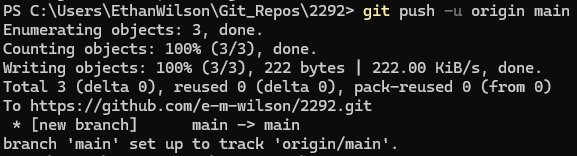 PS C:\Users\EthanWilson\Git_Repos\2292> git push -u origin main
Enumerating objects: 3, done.
Counting objects: 100% (3/3), done.
Writing objects: 100% (3/3), 222 bytes | 222.00 KiB/s, done.
Total 3 (delta 0), reused 0 (delta 0), pack-reused 0 (from 0)
To https://github.com/e-m-wilson/2292.git
 * [new branch]      main -> main
branch 'main' set up to track 'origin/main'.